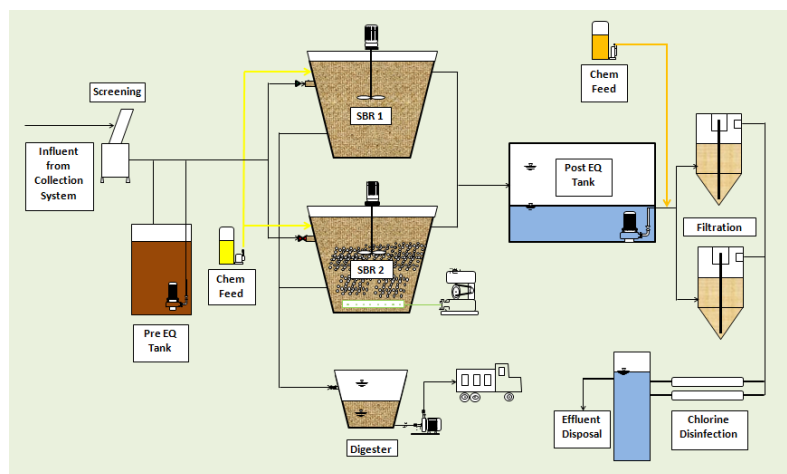 Screening
Influent
from
Collection
System
Pre EQ
Tank
Chem
Feed
SBR 1
SBR 2
Digester
Post EQ
Tank
Chem
Feed
Filtration
Effluent
Disposal
Chlorine
Disinfection